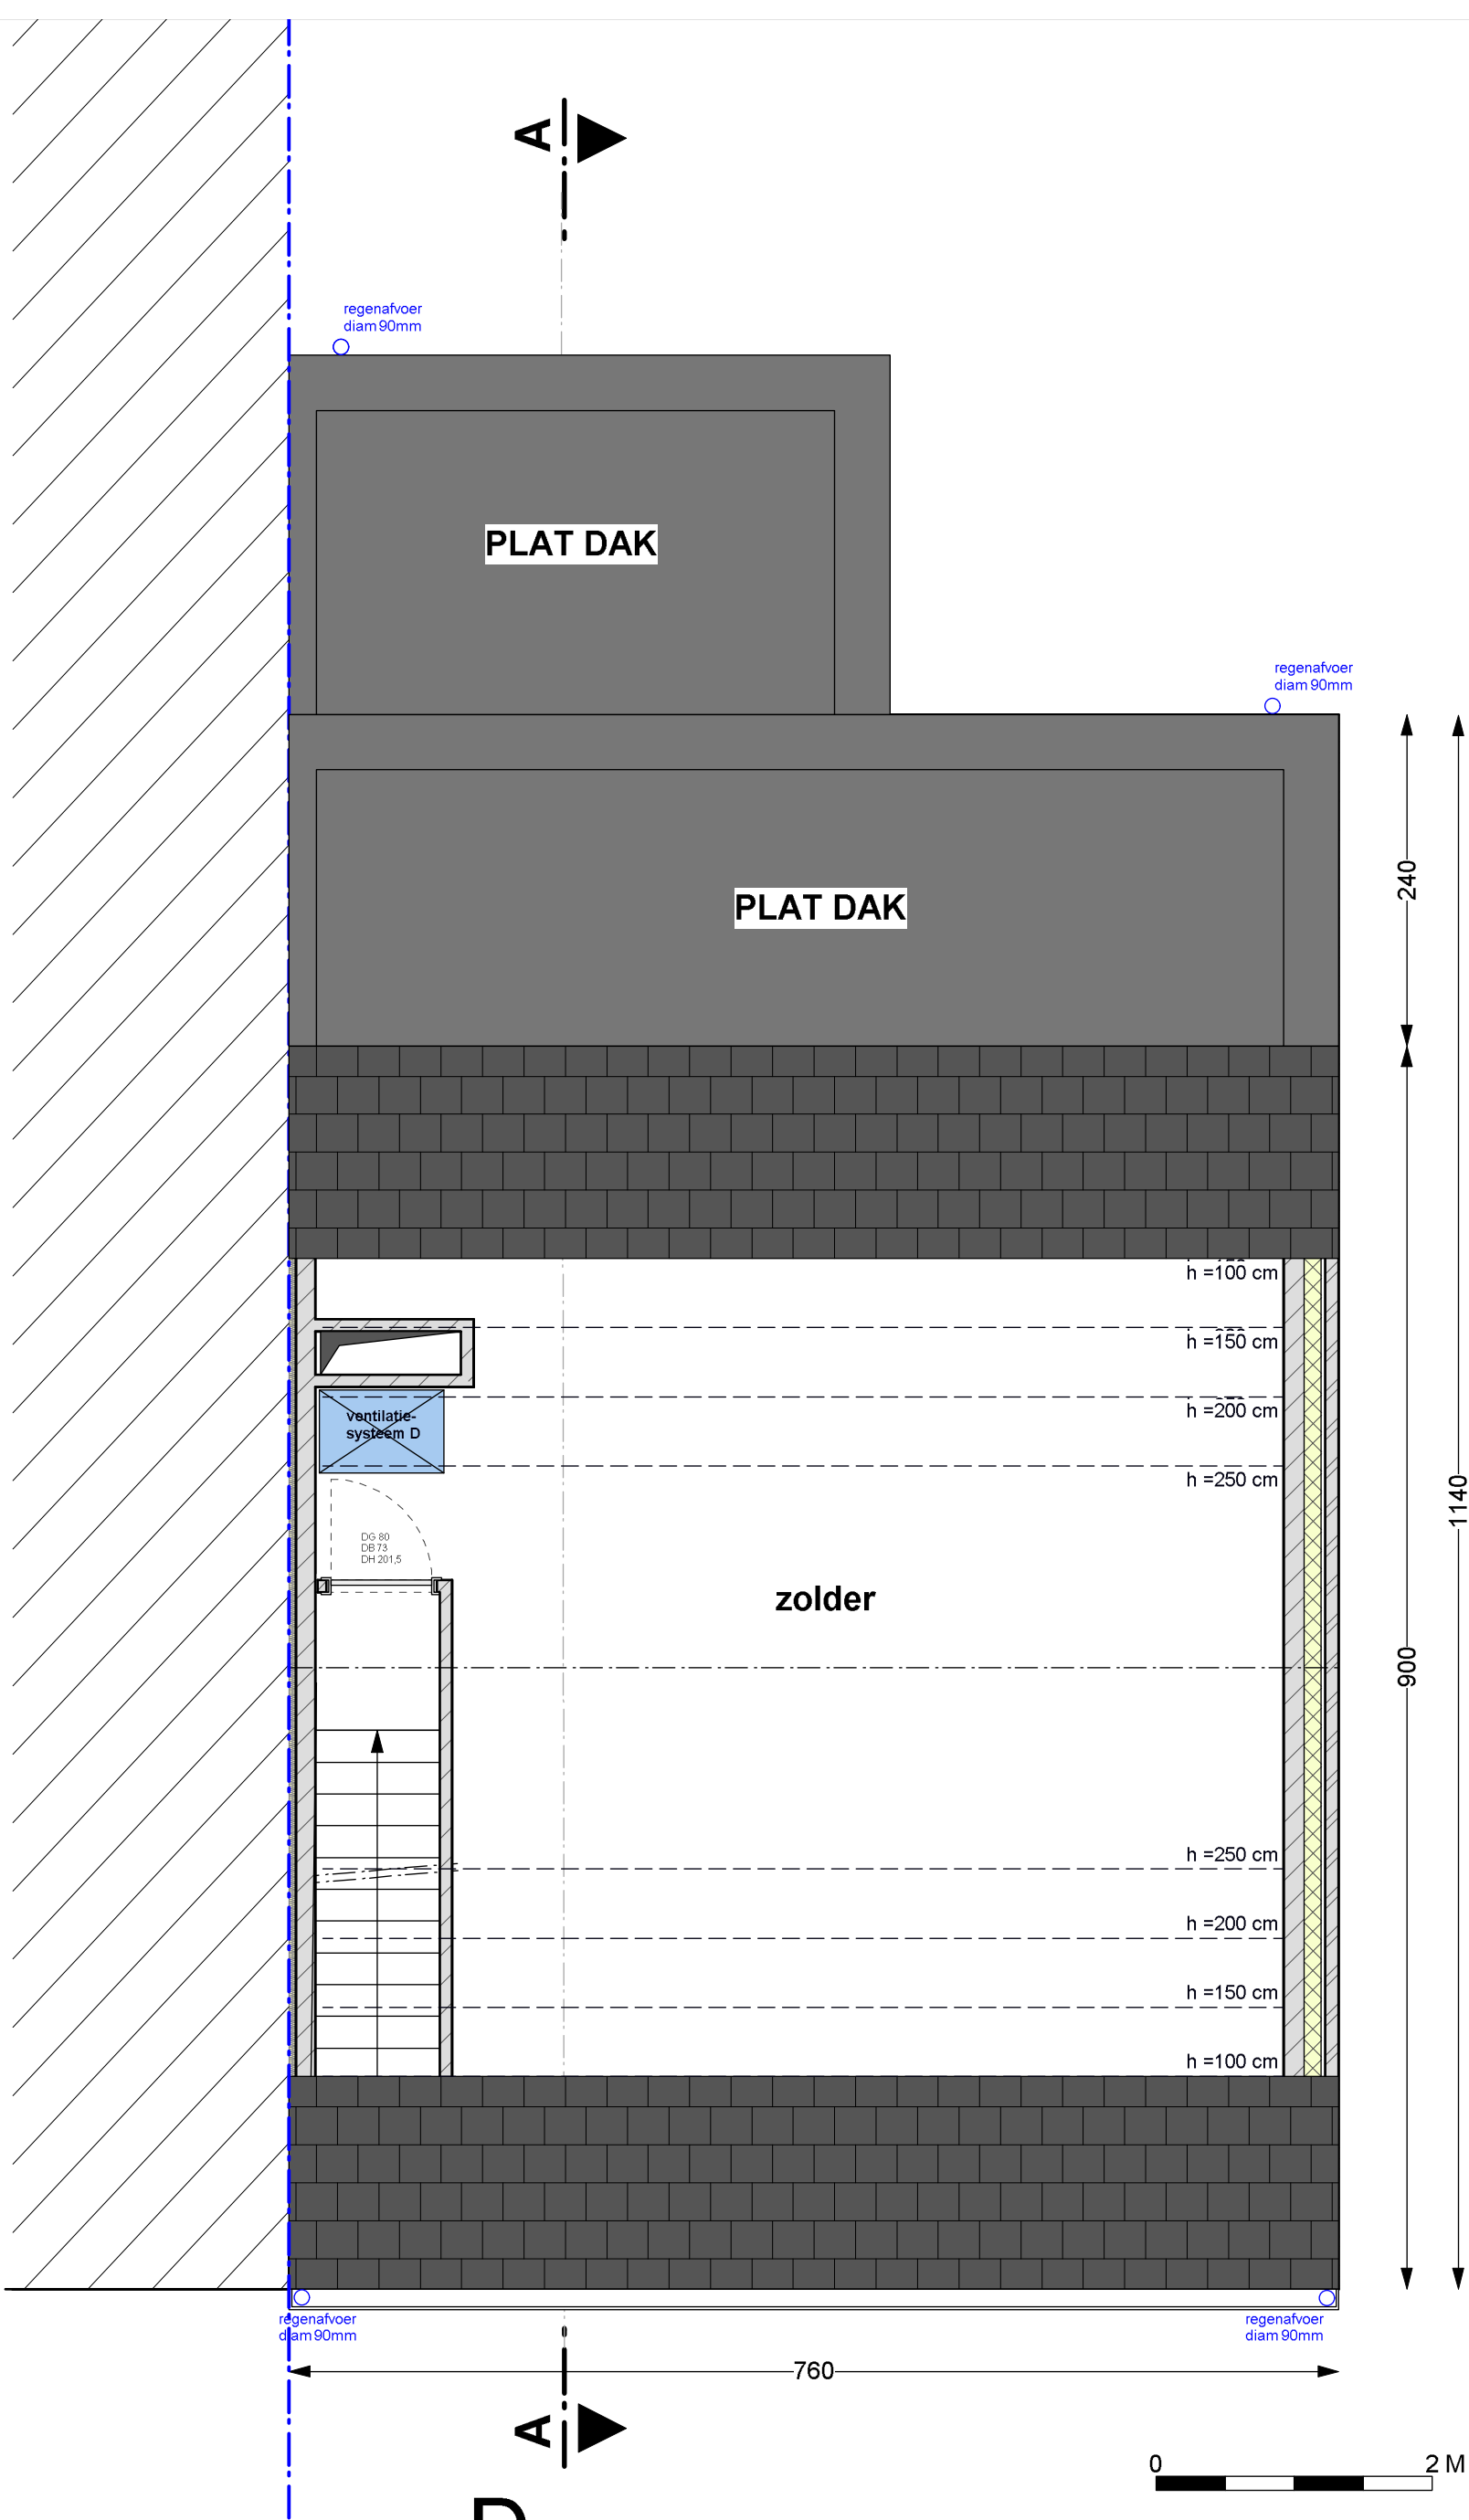 A
regenafvoer
diam 90mm
PLAT DAK
regenafvoer
diam 90mm
PLAT DAK
240
h =100 cm
h =150 cm
h =200 cm
ventilatie-
systeem D
h =250 cm
1140
DG 80
DB 73
DH 201,5
zolder
900
h =250 cm
h =200 cm
h =150 cm
h =100 cm
regenafvoer
diam 90mm
regenafvoer
diam 90mm
760
A
0 2 M